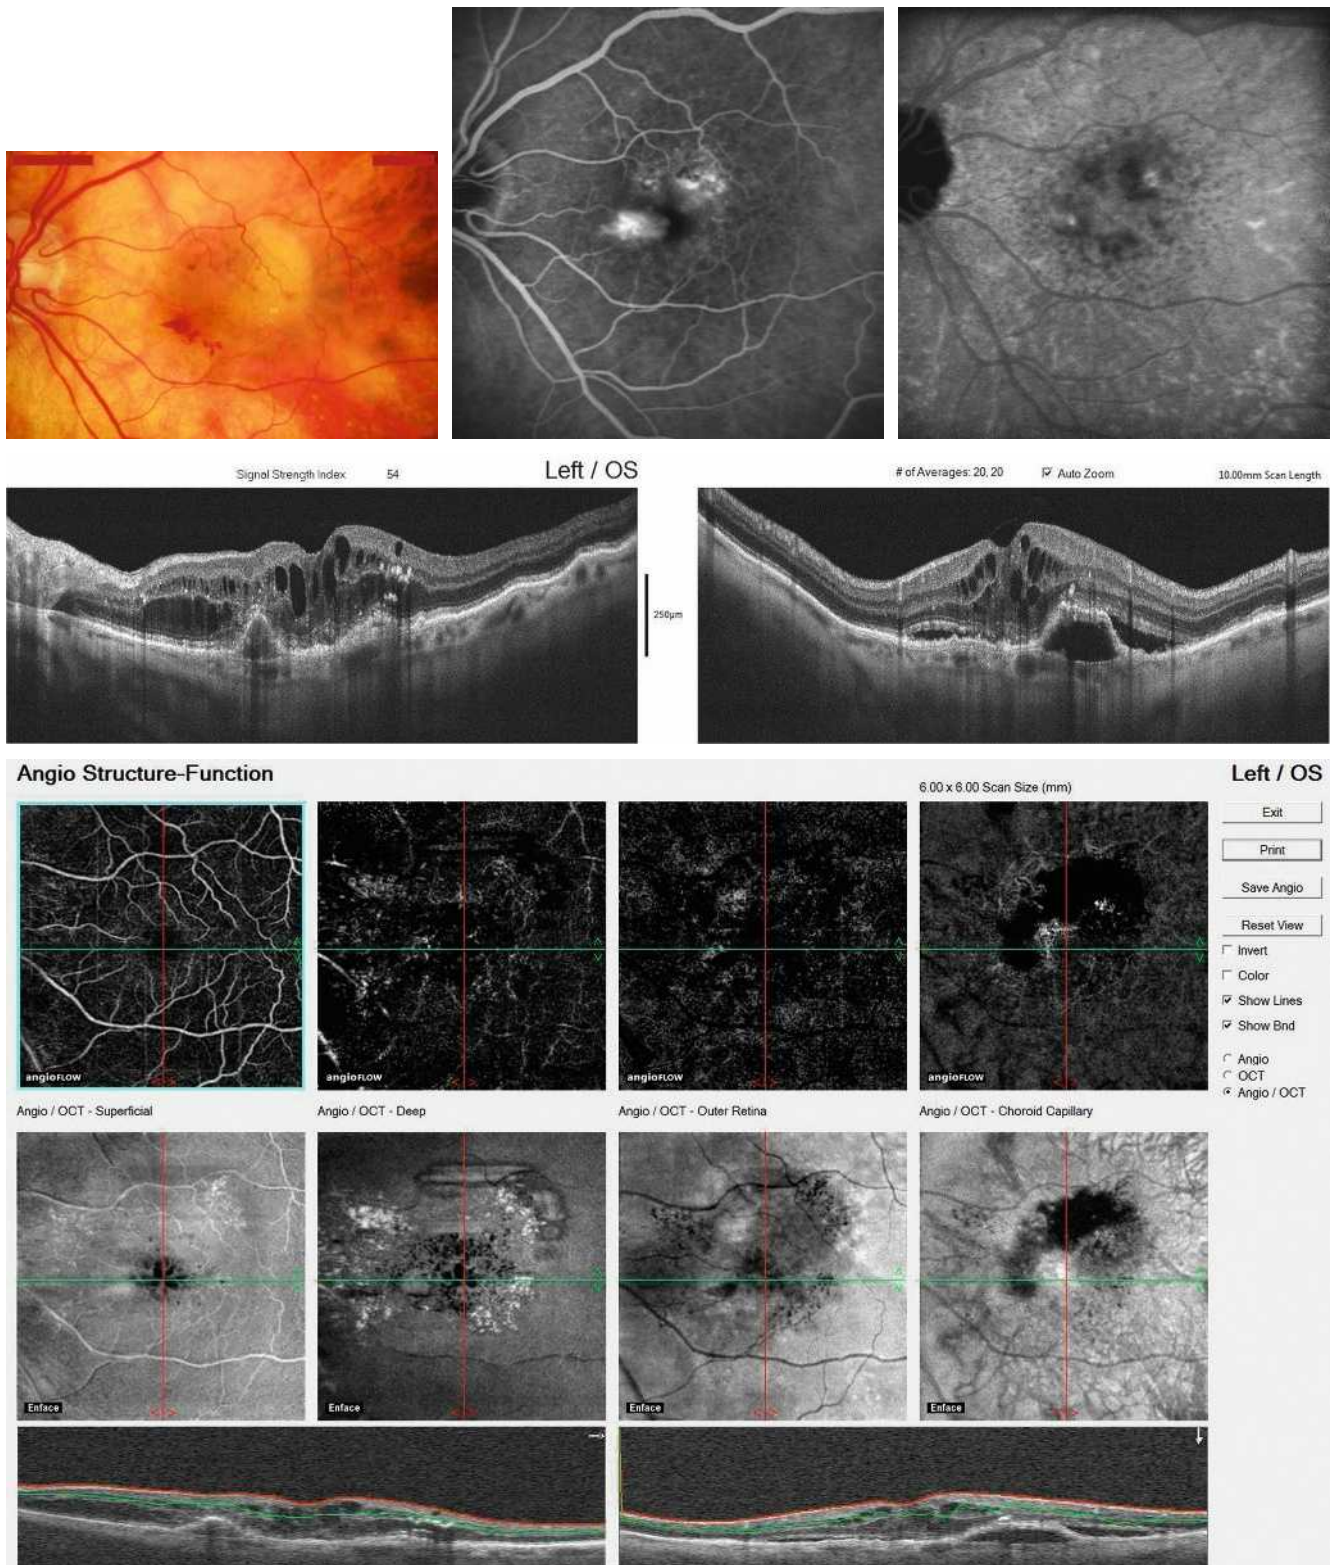 Signal Strength Index 54 Left / OS
# of Averages: 20, 20 Auto Zoom 10.00mm Scan Length
250µm
Angio Structure-Function
Left / OS
6.00 x 6.00 Scan Size (mm)
Exit
Print
Save Angio
Reset View
Invert
Color
Show Lines
Show Bnd
Angio
OCT
Angio / OCT
angioFLOW
angioFLOW
angioFLOW
angioFLOW
Angio / OCT - Superficial
Angio / OCT - Deep
Angio / OCT - Outer Retina
Angio / OCT - Choroid Capillary
Enface
Enface
Enface
Enface